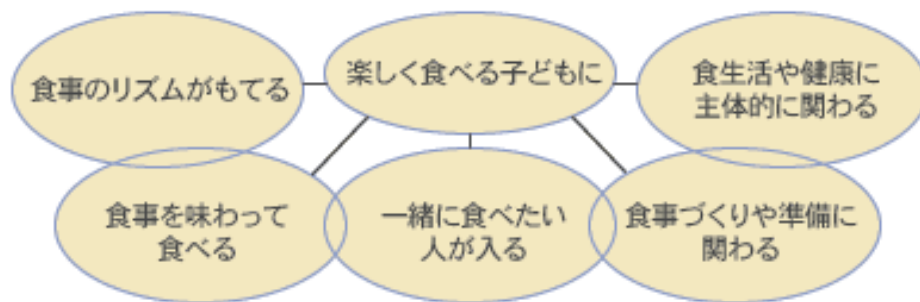 食事のリズムがもてる
楽しく食べる子どもに
食生活や健康に
主体的に関わる
食事を味わって
食べる
一緒に食べたい
人が入る
食事づくりや準備に
関わる